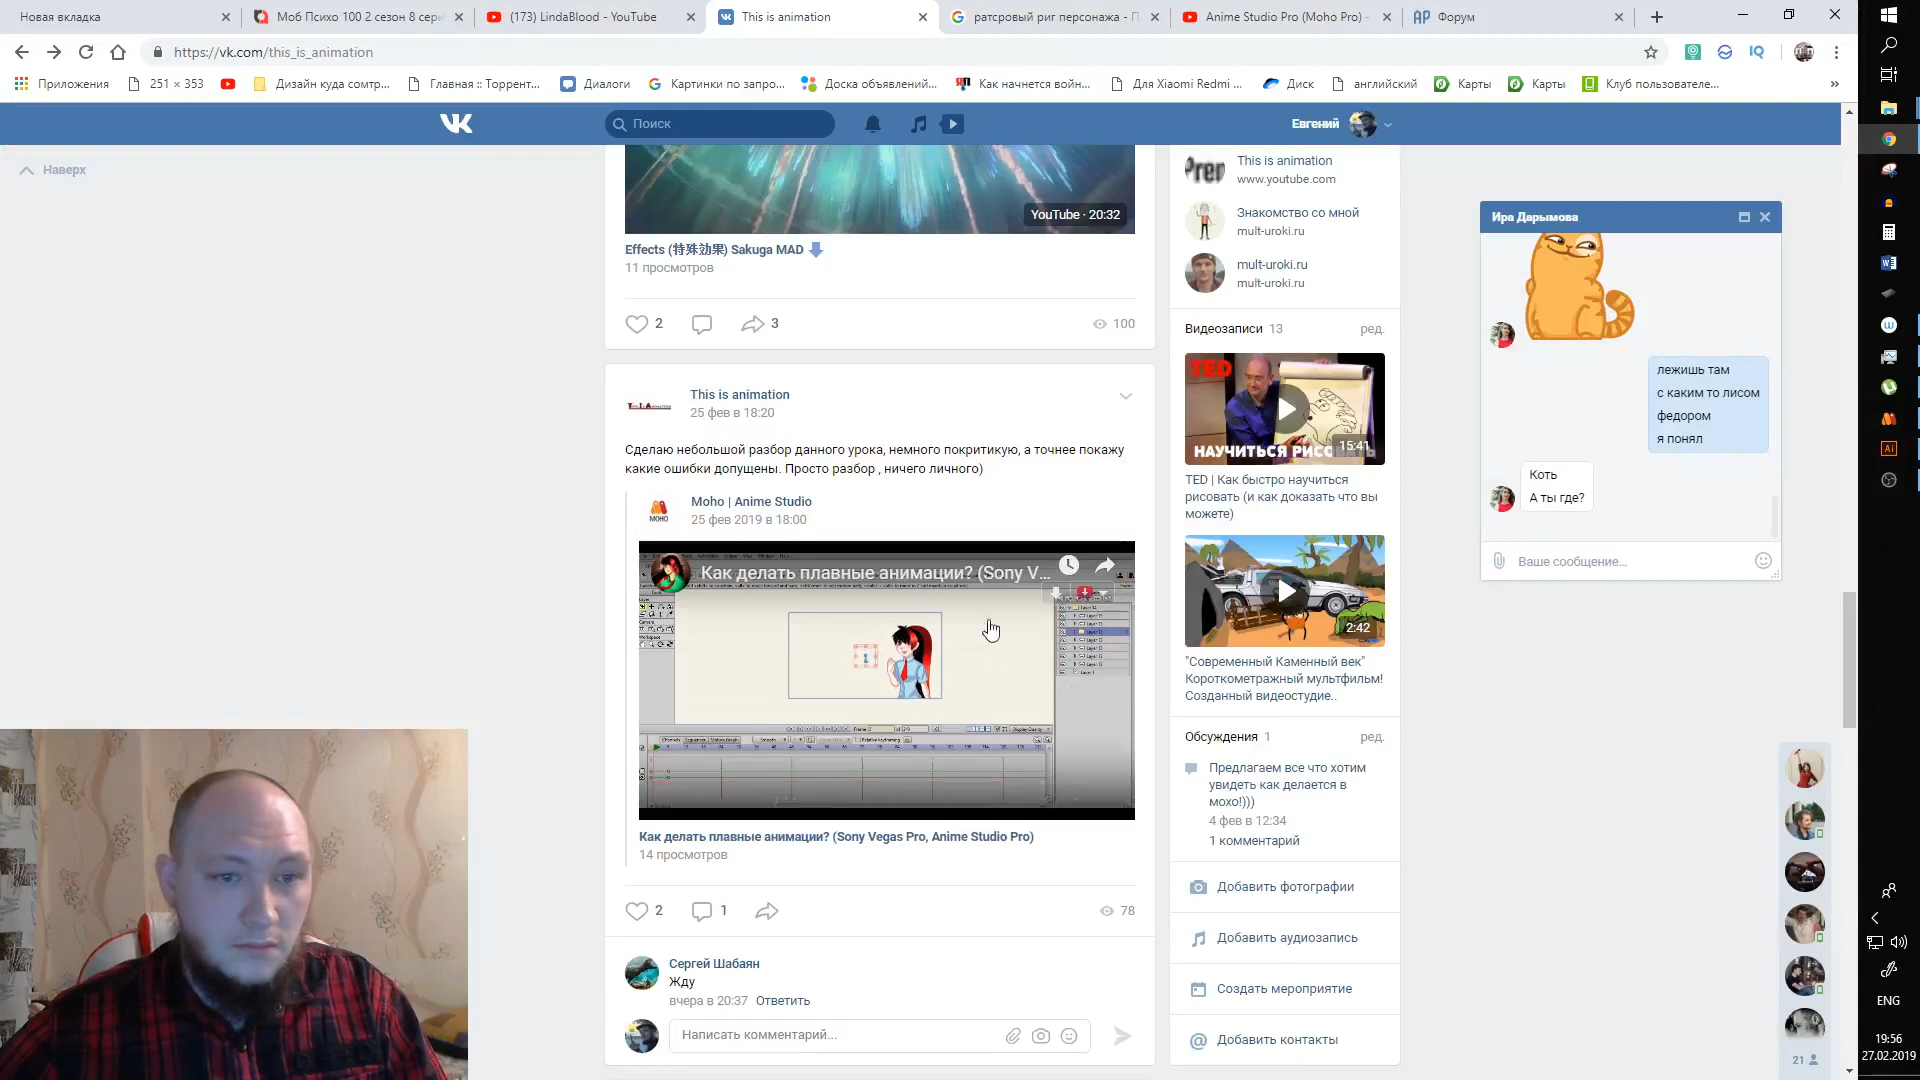 Новая вкладка
Моб Психо 100 2 сезон 8 сери
(173) LindaBlood - YouTube
This is animation
ратсровый риг персонажа - П
Anime Studio Pro (Moho Pro) -
АР Форум
https://vk.com/this_is_animation
Приложения
251 × 353
Дизайн куда сомтр...
Главная :: Торрент...
Диалоги
Картинки по запро...
Доска объявлений...
Как начнется войн...
Для Xiaomi Redmi ...
Диск
английский
Карты
Карты
Клуб пользователе...
Поиск
Евгений
Наверх
YouTube · 20:32
Effects (特殊効果) Sakuga MAD
11 просмотров
2
3
100
This is animation
25 фев в 18:20
Сделаю небольшой разбор данного урока, немного покритикую, а точнее покажу
какие ошибки допущены. Просто разбор , ничего личного)
MOHO
Moho | Anime Studio
25 фев 2019 в 18:00
Как делать плавные анимации? (Sony V...
Как делать плавные анимации? (Sony Vegas Pro, Anime Studio Pro)
14 просмотров
2
1
78
Сергей Шабаян
Жду
вчера в 20:37
Ответить
Написать комментарий...
This is animation
www.youtube.com
Знакомство со мной
mult-uroki.ru
mult-uroki.ru
mult-uroki.ru
Видеозаписи 13
ред.
TED
15:41
TED | Как быстро научиться
рисовать (и как доказать что вы
можете)
2:42
"Современный Каменный век"
Короткометражный мультфильм!
Созданный видеостудие..
Обсуждения 1
ред.
Предлагаем все что хотим
увидеть как делается в
мохо!)))
4 фев в 12:34
1 комментарий
Добавить фотографии
Добавить аудиозапись
Создать мероприятие
Добавить контакты
Ира Дарымова
лежишь там
с каким то лисом
федором
я понял
Коть
А ты где?
Ваше сообщение...
21
ENG
19:56
27.02.2019